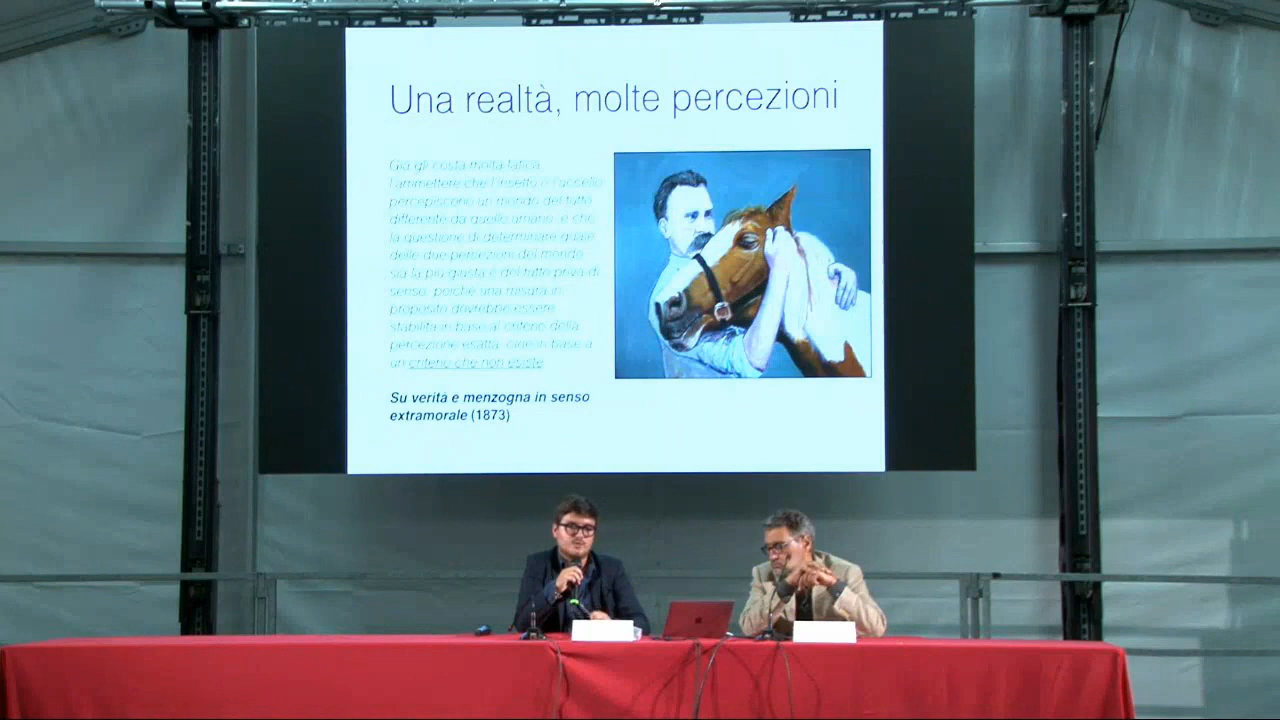 Una realtà, molte percezioni
Già gli costa molta fatica
l'ammettere che l'insetto o l'uccello
percepiscono un mondo del tutto
differente da quello umano, e che
la questione di determinare quale
delle due percezioni del mondo
sia la più giusta è del tutto priva di
senso, poiché una misura in
proposito dovrebbe essere
stabilita in base al criterio della
percezione esatta, cioè in base a
un criterio che non esiste
Su verità e menzogna in senso
extramorale (1873)